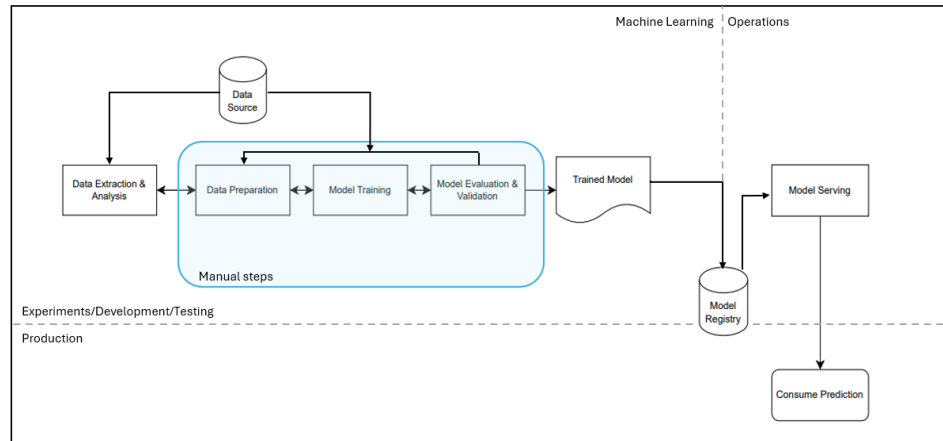 Machine Learning
Operations
Data
Source
Data Extraction &
Analysis
Data Preparation
Model Training
Model Evaluation &
Validation
Trained Model
Model Serving
Manual steps
Model
Registry
Experiments/Development/Testing
Production
Consume Prediction